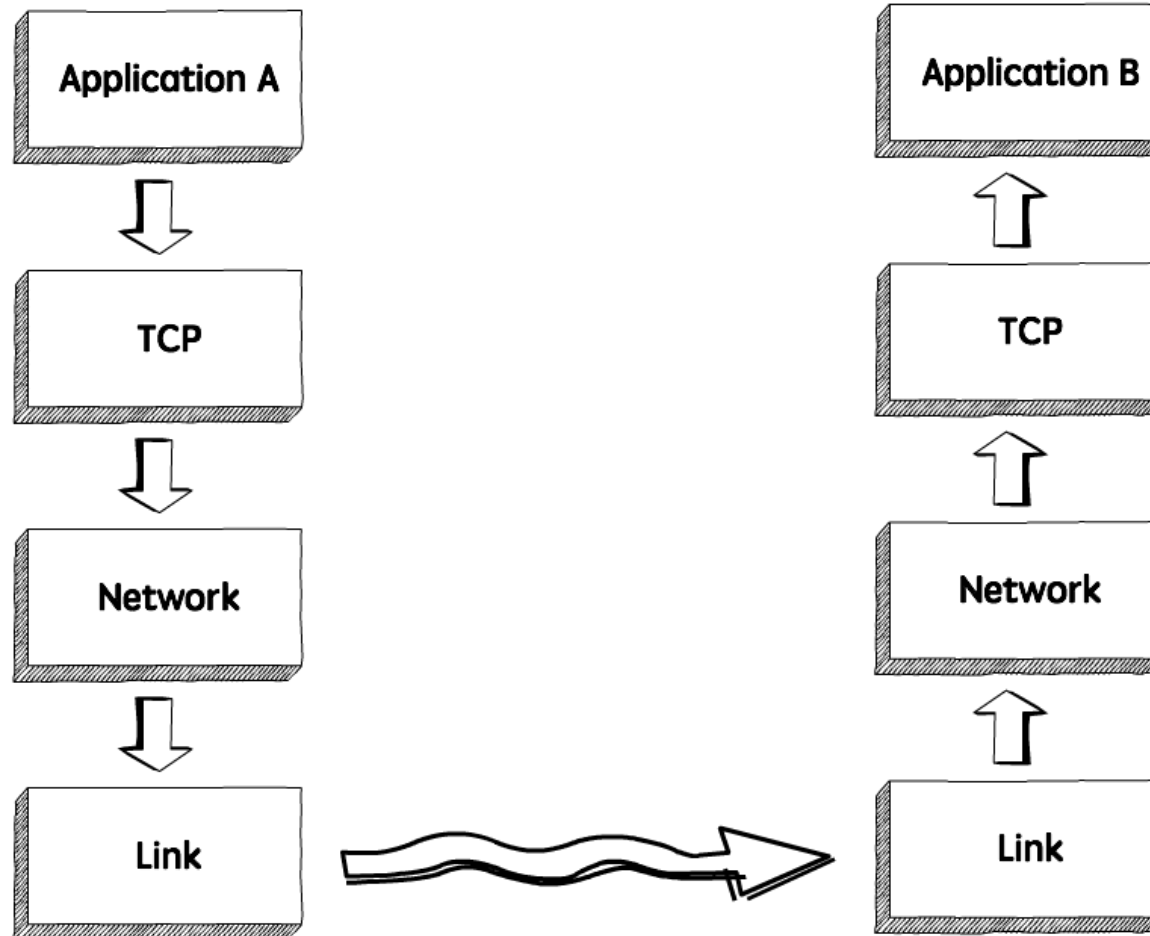 Application A
Application B
TCP
TCP
Network
Network
Link
Link